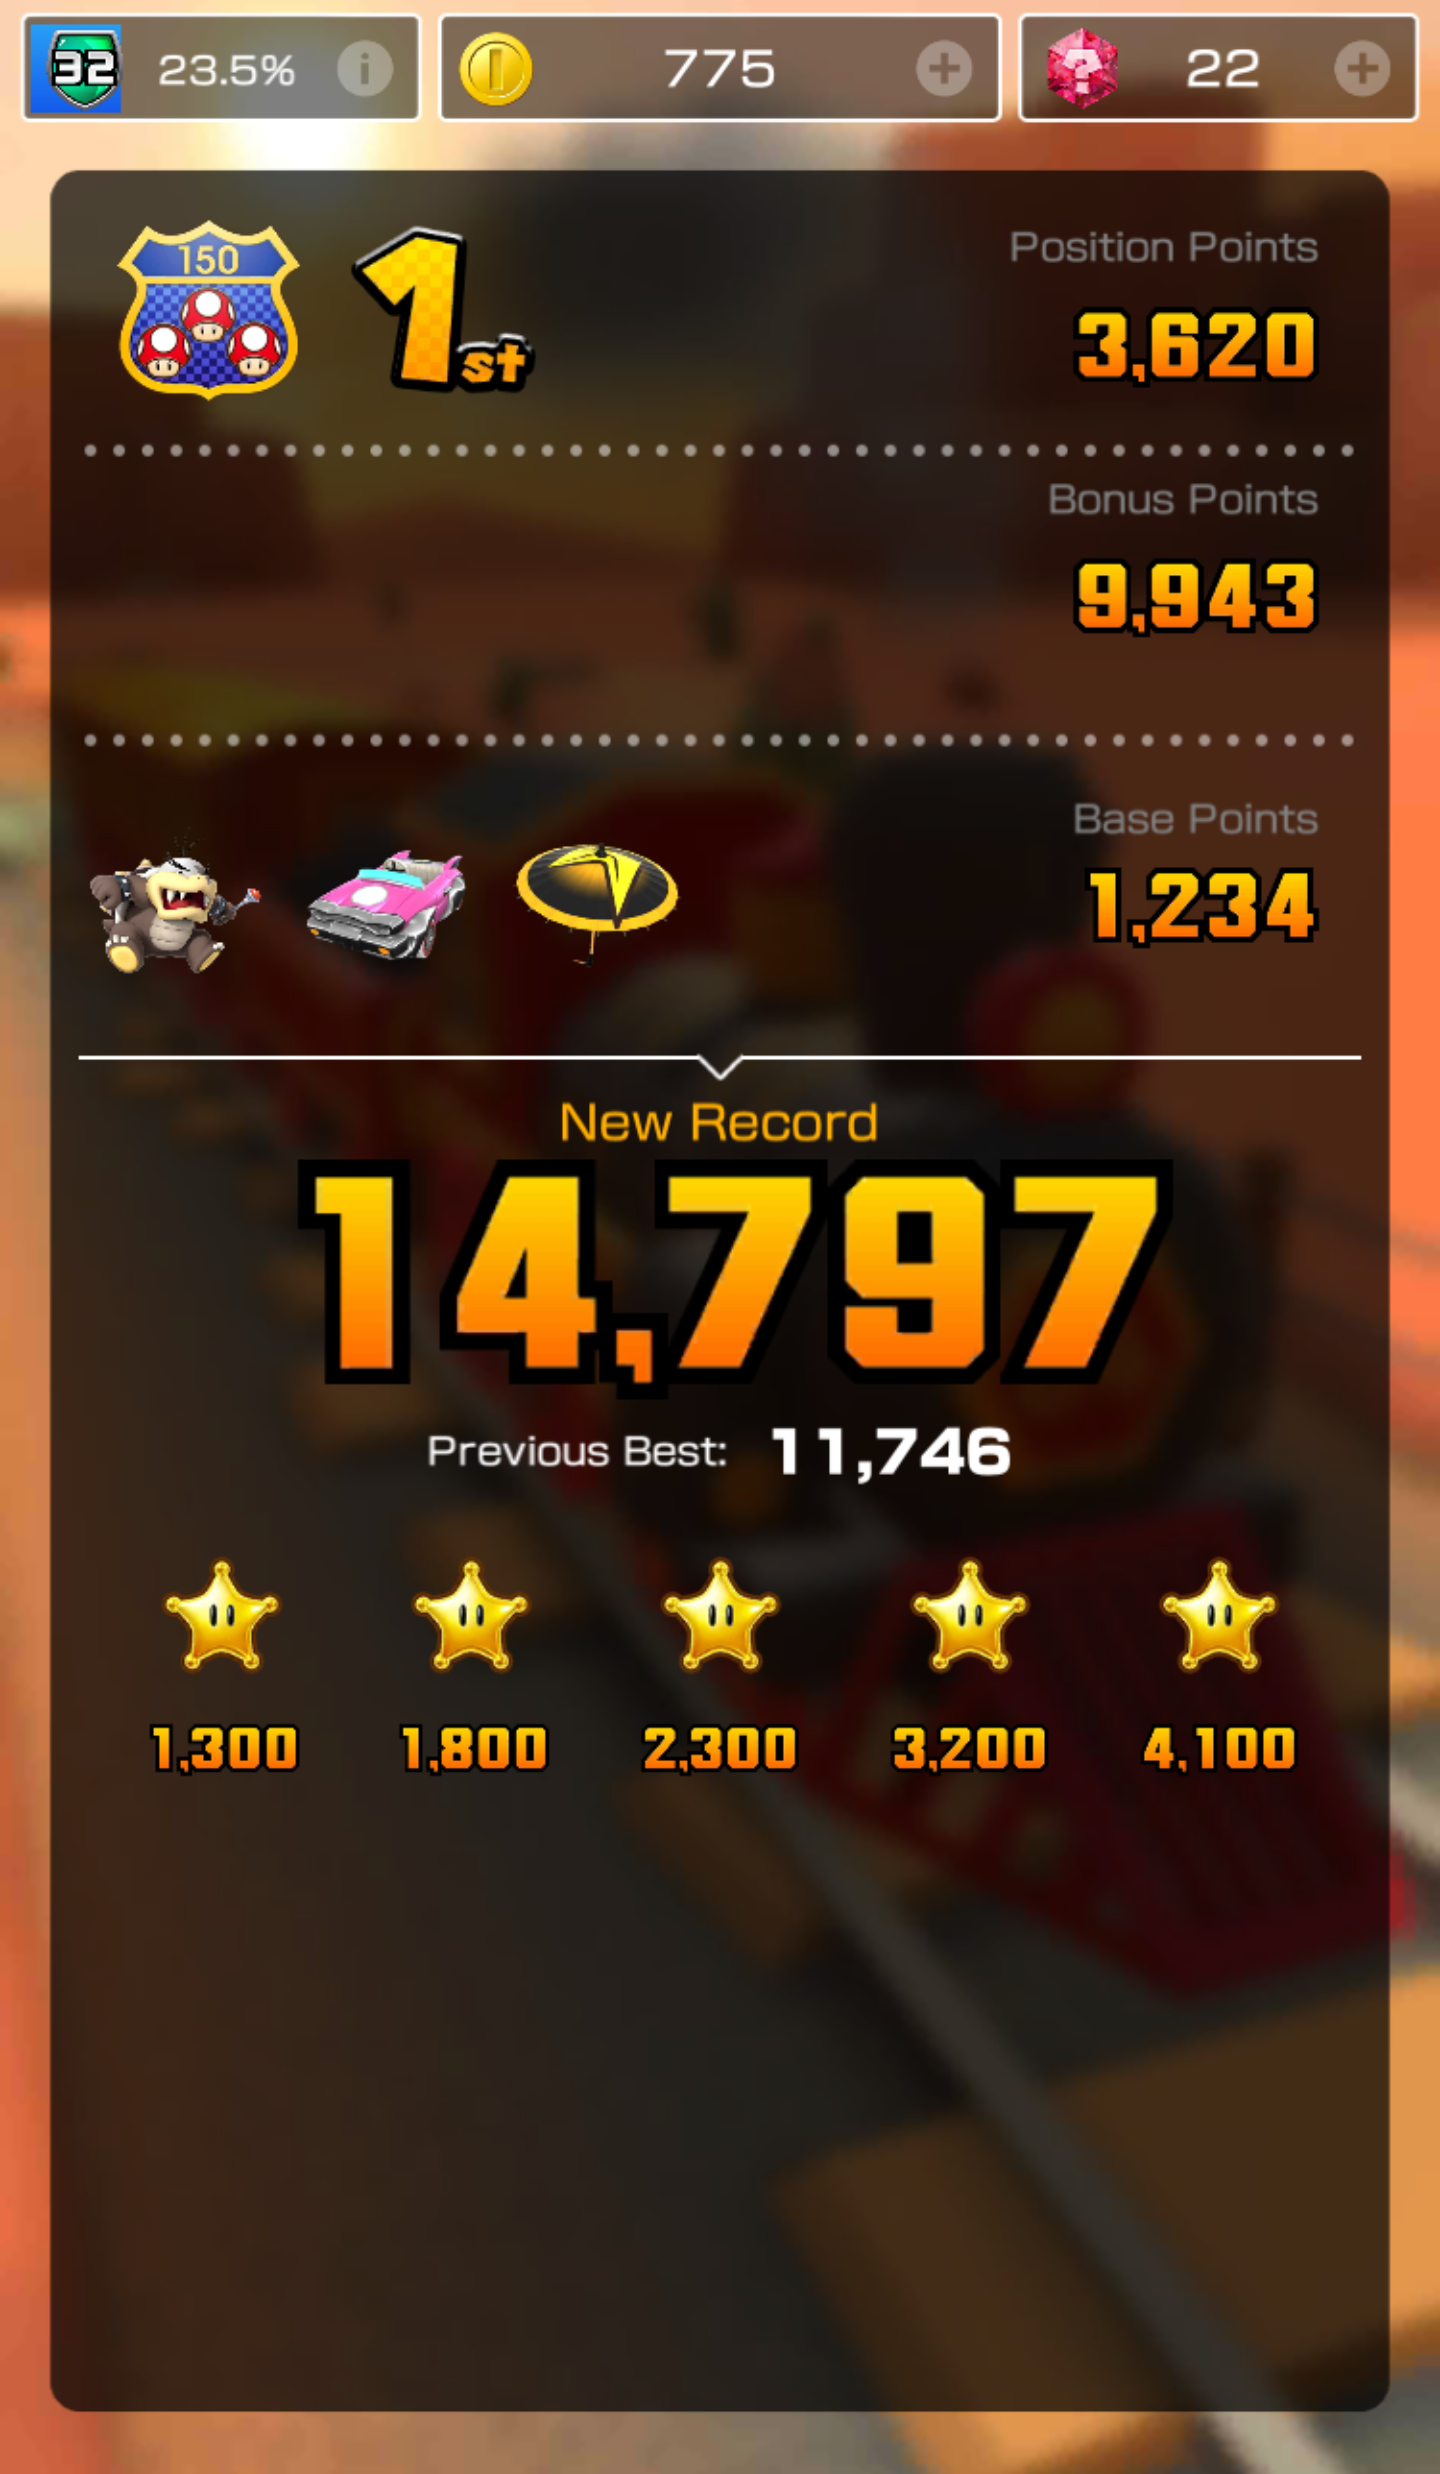 32 23.5% i 775 + ? 22 +
150
1st
Position Points
3,620
Bonus Points
9,943
Base Points
1,234
New Record
14,797
Previous Best: 11,746
1,300 1,800 2,300 3,200 4,100